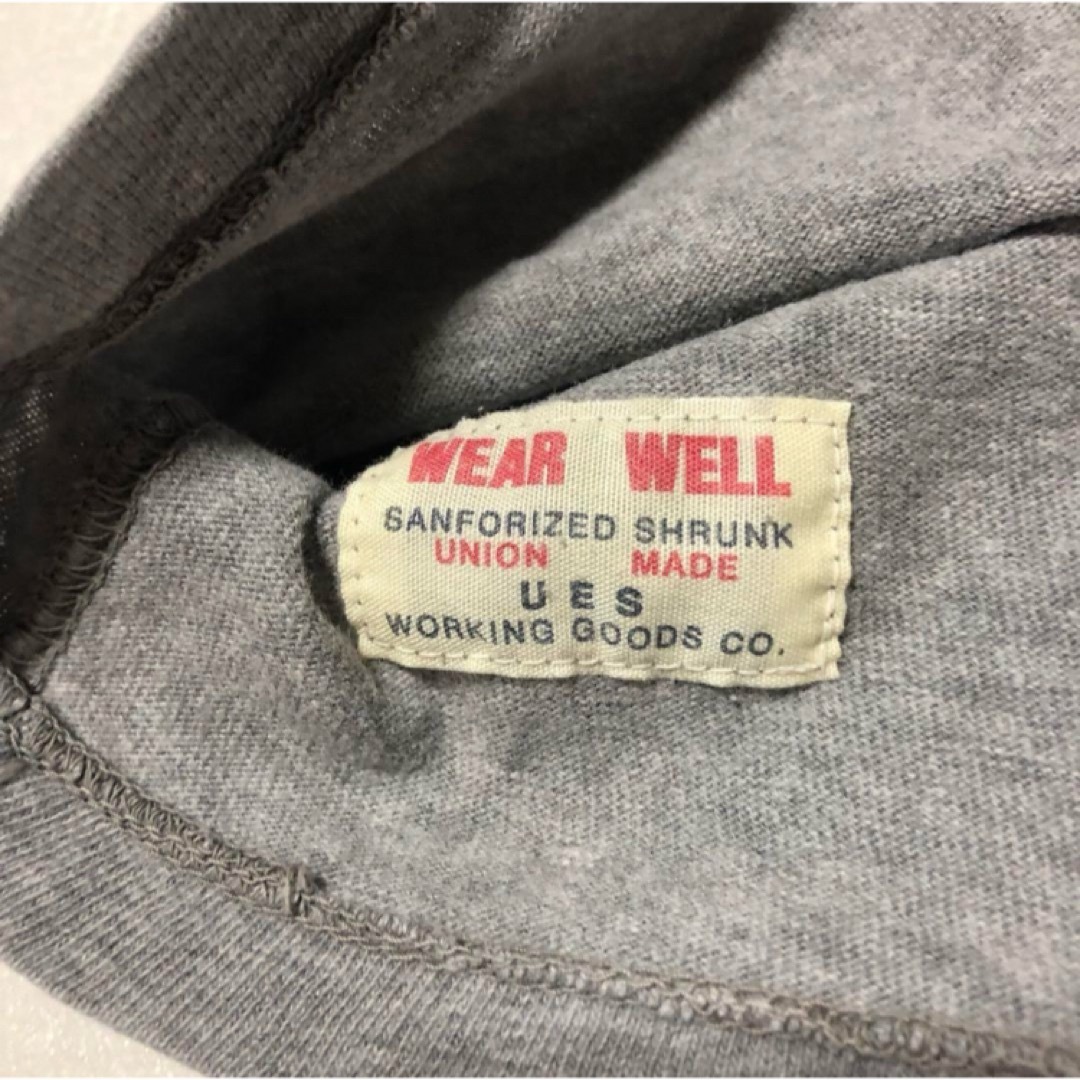 WEAR WELL
SANFORIZED SHRUNK
UNION MADE
UES
WORKING GOODS CO.